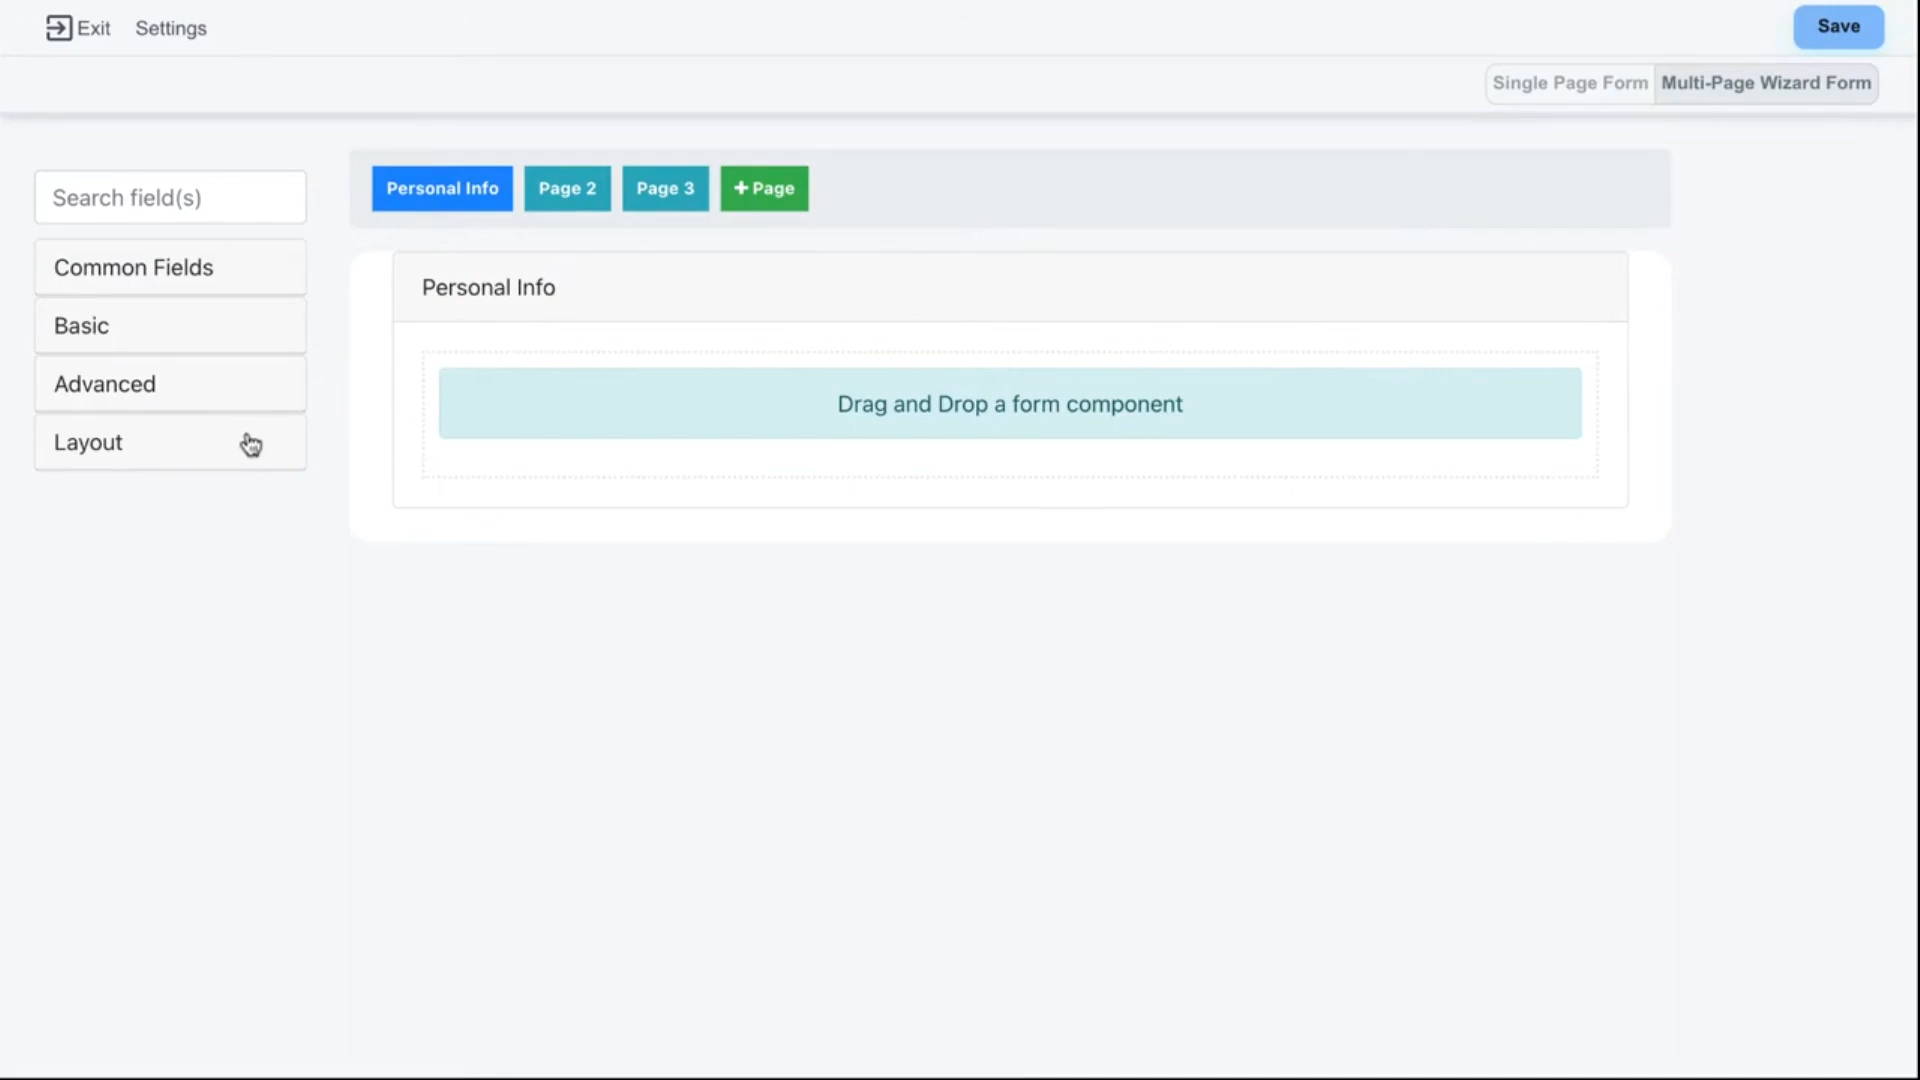 Exit Settings Save
Single Page Form Multi-Page Wizard Form
Search field(s)
Common Fields
Basic
Advanced
Layout
Personal Info Page 2 Page 3 + Page
Personal Info
Drag and Drop a form component